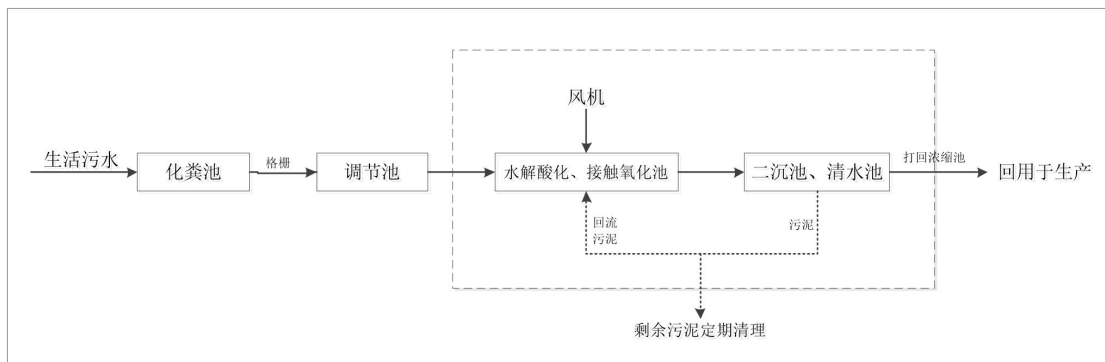 风机
生活污水
化粪池
格栅
调节池
水解酸化、接触氧化池
二沉池、清水池
打回浓缩池
回用于生产
回流
污泥
污泥
剩余污泥定期清理